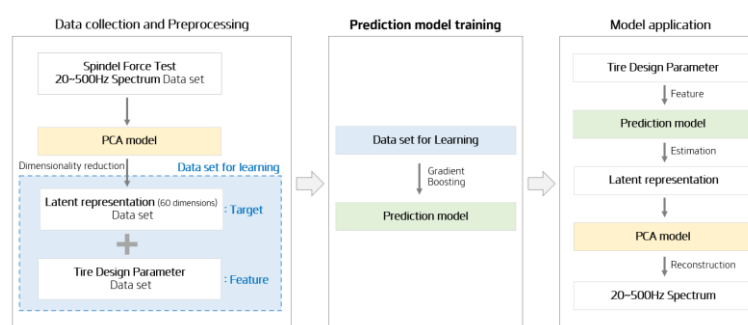 Data collection and Preprocessing
Spindel Force Test
20~500Hz Spectrum Data set
PCA model
Dimensionality reduction
Data set for learning
Latent representation (60 dimensions)
Data set
: Target
+
Tire Design Parameter
Data set
: Feature
Prediction model training
Data set for Learning
Gradient
Boosting
Prediction model
Model application
Tire Design Parameter
Feature
Prediction model
Estimation
Latent representation
PCA model
Reconstruction
20~500Hz Spectrum